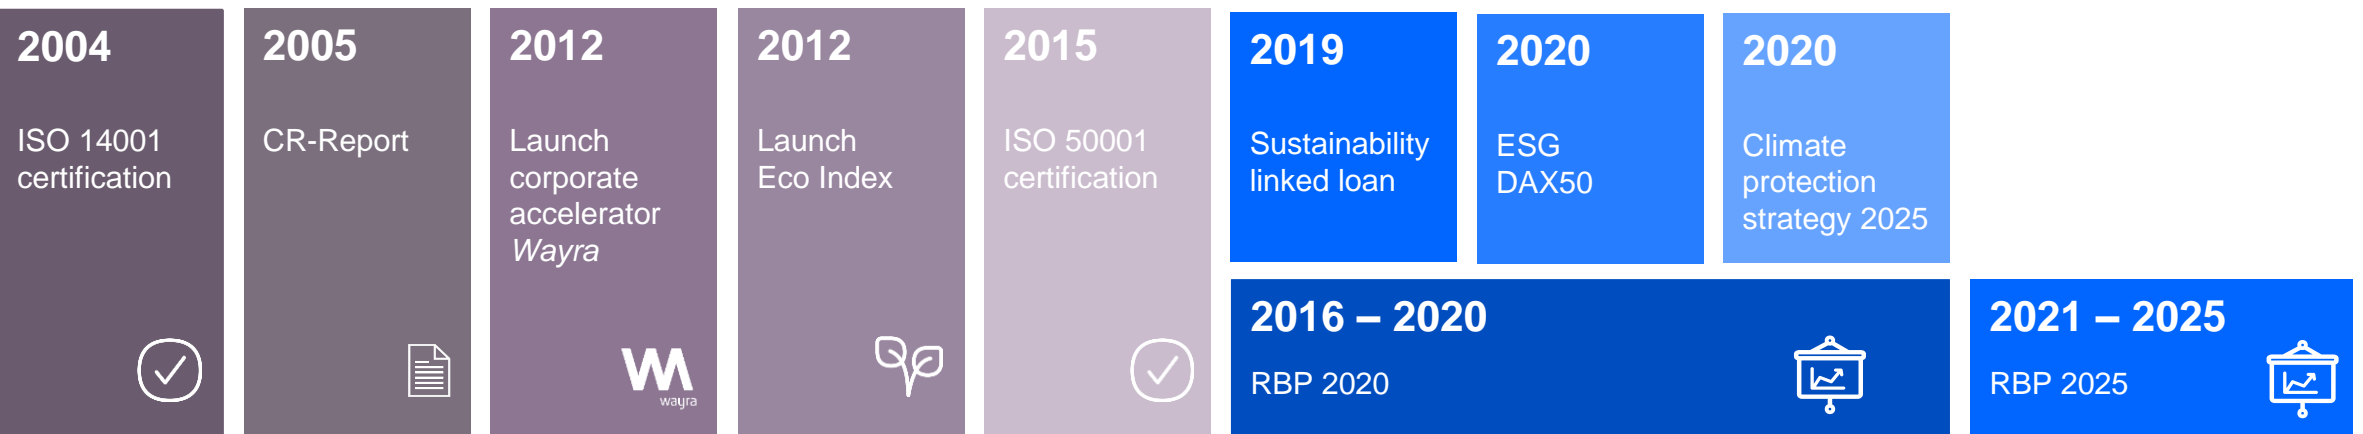 2004
ISO 14001
certification
2005
CR-Report
2012
Launch
corporate
accelerator
Wayra
wayra
2012
Launch
Eco Index
2015
ISO 50001
certification
2019
Sustainability
linked loan
2020
ESG
DAX50
2020
Climate
protection
strategy 2025
2016 – 2020
RBP 2020
2021 – 2025
RBP 2025